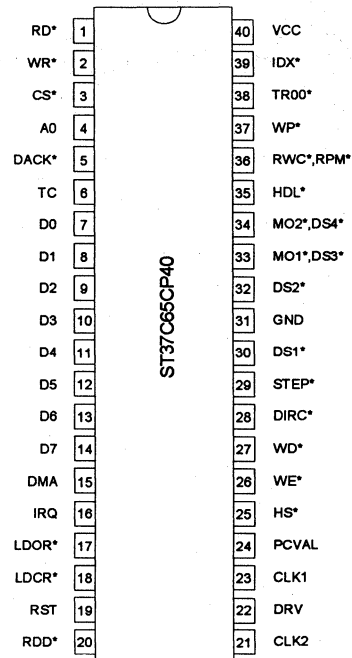 RD* 1 40 VCC
WR* 2 39 IDX*
CS* 3 38 TR00*
A0 4 37 WP*
DACK* 5 36 RWC*,RPM*
TC 6 35 HDL*
D0 7 34 MO2*,DS4*
D1 8 33 MO1*,DS3*
D2 9 32 DS2*
D3 10 31 GND
D4 11 30 DS1*
D5 12 29 STEP*
D6 13 28 DIRC*
D7 14 27 WD*
DMA 15 26 WE*
IRQ 16 25 HS*
LDOR* 17 24 PCVAL
LDCR* 18 23 CLK1
RST 19 22 DRV
RDD* 20 21 CLK2
ST37C65CP40